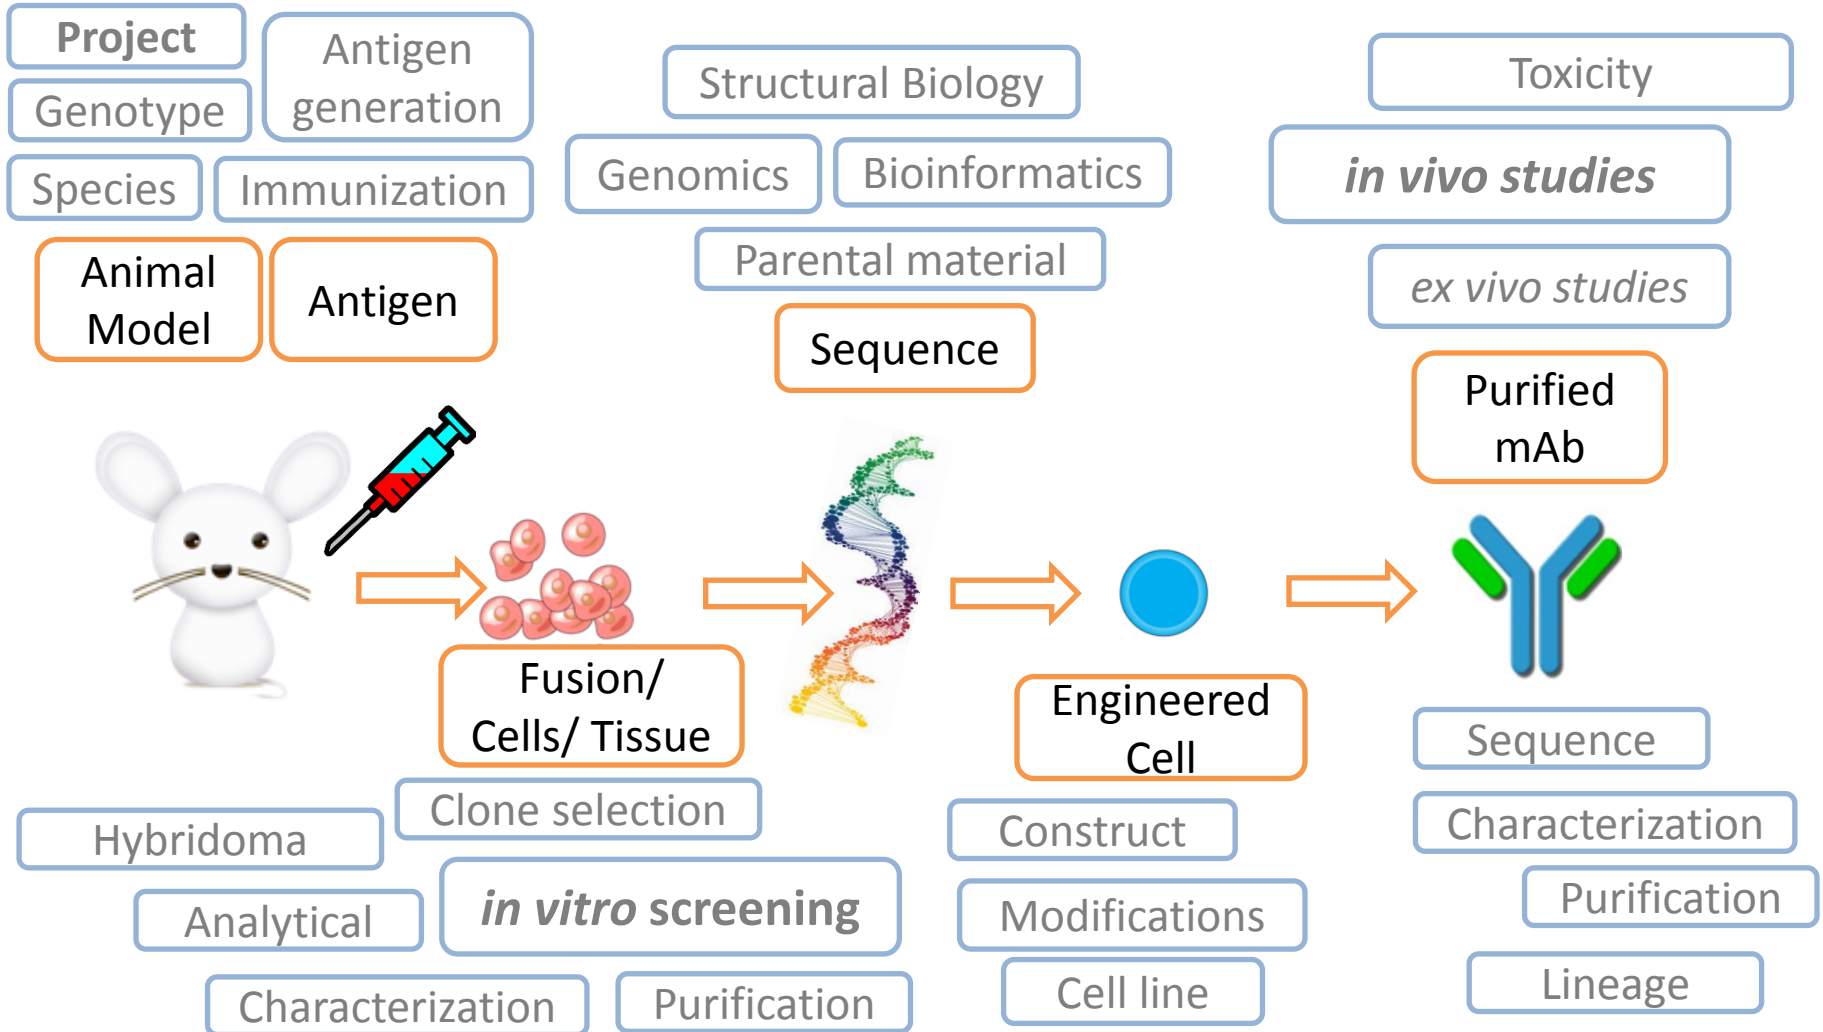 Project
Antigen
generation
Genotype
Species
Immunization
Animal
Model
Antigen
Structural Biology
Genomics
Bioinformatics
Parental material
Sequence
Toxicity
in vivo studies
ex vivo studies
Purified
mAb
Fusion/
Cells/ Tissue
Clone selection
Hybridoma
in vitro screening
Analytical
Characterization
Purification
Engineered
Cell
Construct
Modifications
Cell line
Sequence
Characterization
Purification
Lineage